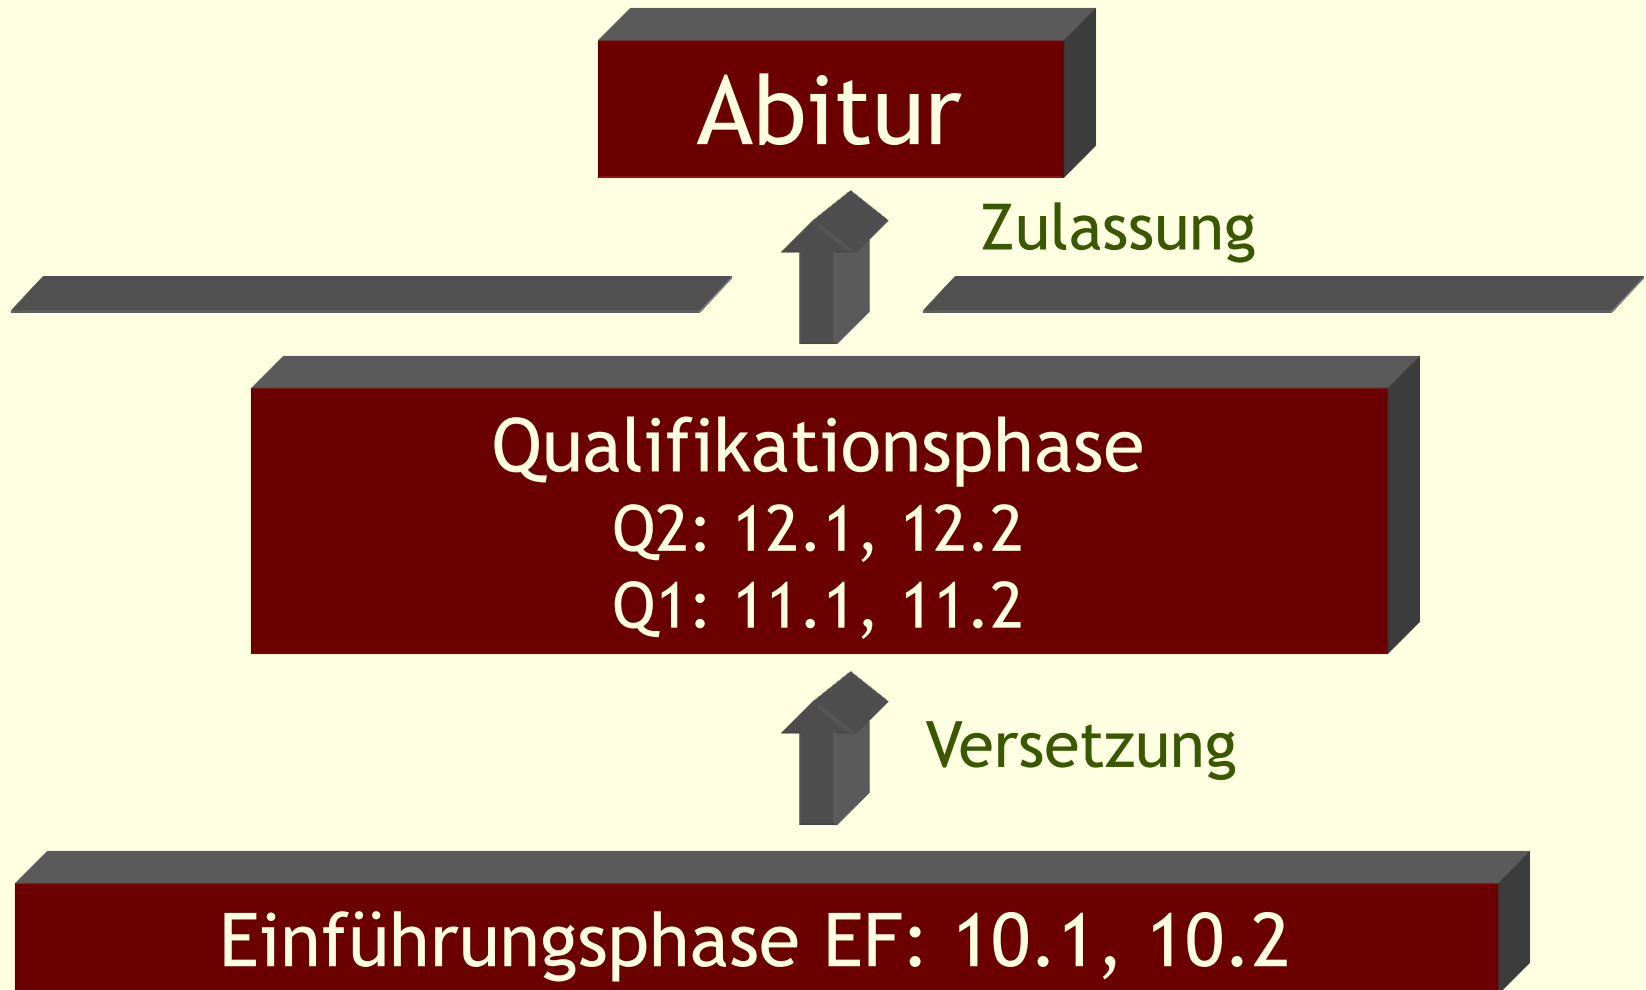 Abitur
Zulassung
Qualifikationsphase
Q2: 12.1, 12.2
Q1: 11.1, 11.2
Versetzung
Einführungsphase EF: 10.1, 10.2